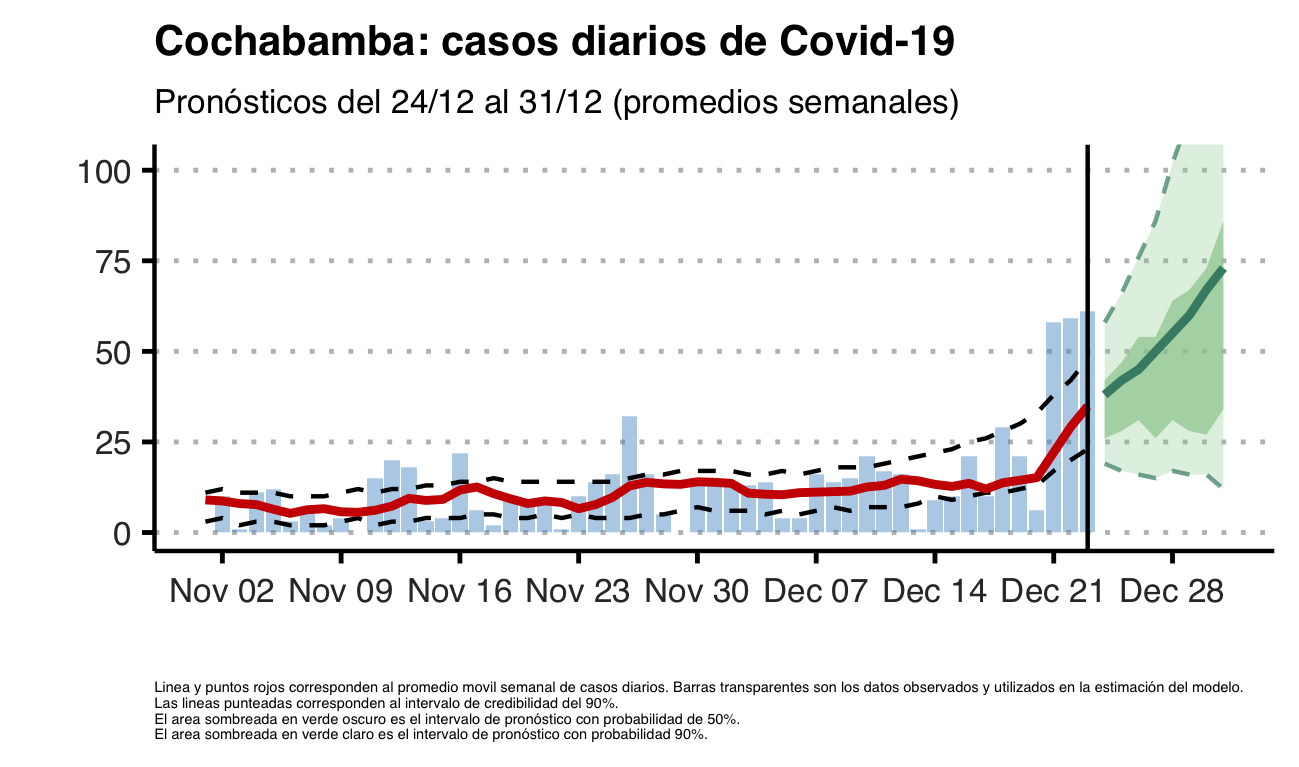 Cochabamba: casos diarios de Covid-19
Pronósticos del 24/12 al 31/12 (promedios semanales)
100
75
50
25
0
Nov 02 Nov 09 Nov 16 Nov 23 Nov 30 Dec 07 Dec 14 Dec 21 Dec 28
Linea y puntos rojos corresponden al promedio movil semanal de casos diarios. Barras transparentes son los datos observados y utilizados en la estimación del modelo.
Las lineas punteadas corresponden al intervalo de credibilidad del 90%.
El area sombreada en verde oscuro es el intervalo de pronóstico con probabilidad de 50%.
El area sombreada en verde claro es el intervalo de pronóstico con probabilidad 90%.